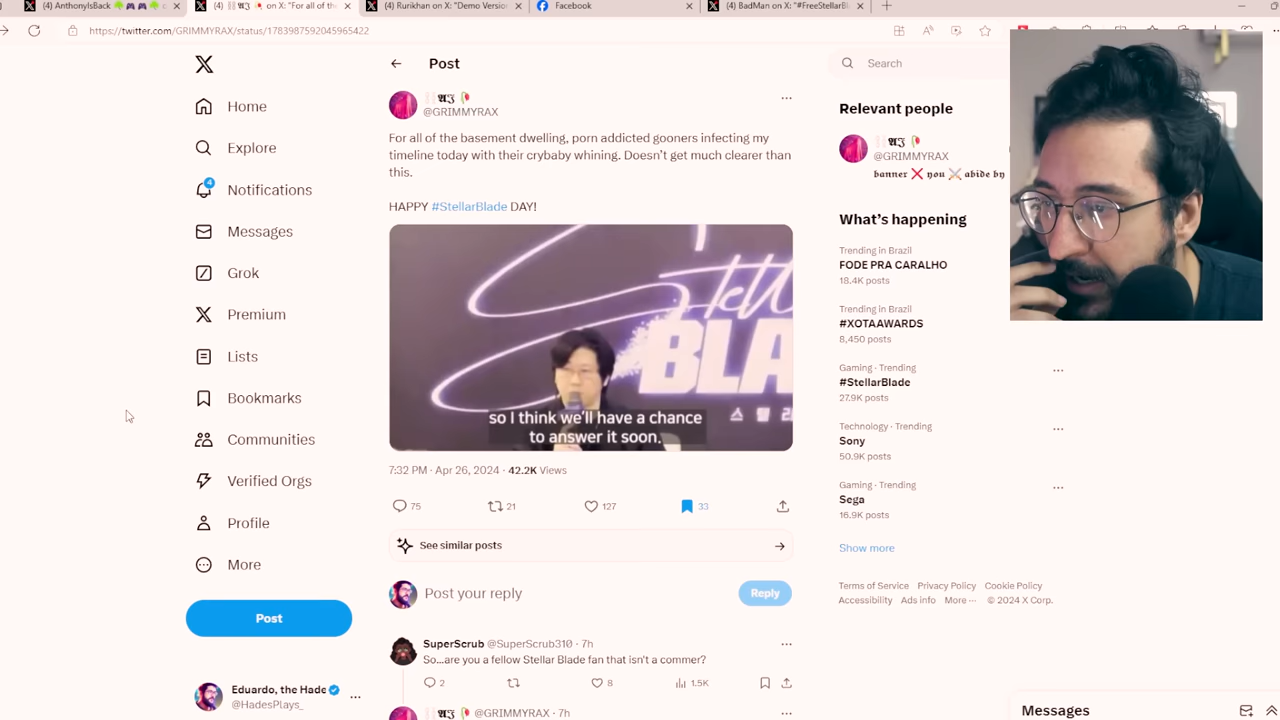 (4) AnthonyIsBack
(4)
on X: "For all of the
(4) Rurikhan on X: "Demo Version
Facebook
(4) BadMan on X: "#FreeStellarBl
https://twitter.com/GRIMMYRAX/status/1783987592045965422
Home
Explore
4
Notifications
Messages
Grok
Premium
Lists
Bookmarks
Communities
Verified Orgs
Profile
More
Post
Eduardo, the Hade
@HadesPlays_
Post
@GRIMMYRAX
For all of the basement dwelling, porn addicted gooners infecting my
timeline today with their crybaby whining. Doesn't get much clearer than
this.
HAPPY #StellarBlade DAY!
Stell
BLA
스텔라
so I think we'll have a chance
to answer it soon.
7:32 PM · Apr 26, 2024 · 42.2K Views
75
21
127
33
See similar posts
Post your reply
Reply
SuperScrub @SuperScrub310 · 7h
So...are you a fellow Stellar Blade fan that isn't a commer?
2
8
1.5K
@GRIMMYRAX · 7h
Search
Relevant people
@GRIMMYRAX
banner ❌ you ⚔ abide by
What's happening
Trending in Brazil
FODE PRA CARALHO
18.4K posts
Trending in Brazil
#XOTAAWARDS
8,450 posts
Gaming · Trending
#StellarBlade
27.9K posts
Technology · Trending
Sony
50.9K posts
Gaming · Trending
Sega
16.9K posts
Show more
Terms of Service Privacy Policy Cookie Policy
Accessibility Ads info More ··· © 2024 X Corp.
Messages